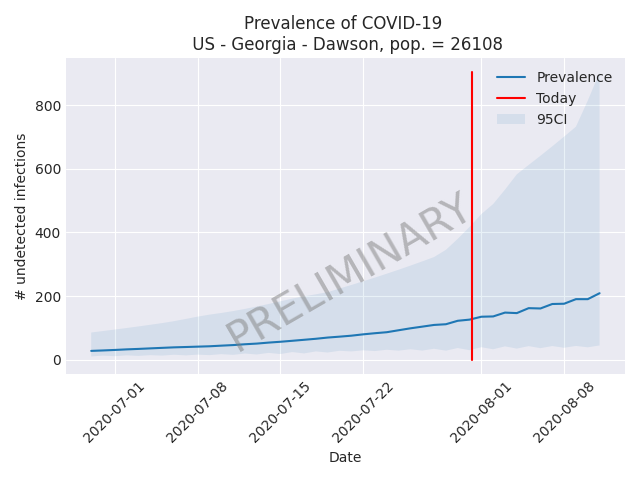 Prevalence of COVID-19
US - Georgia - Dawson, pop. = 26108
Prevalence
Today
95CI
800
600
400
200
0
# undetected infections
PRELIMINARY
2020-07-01
2020-07-08
2020-07-15
2020-07-22
2020-08-01
2020-08-08
Date